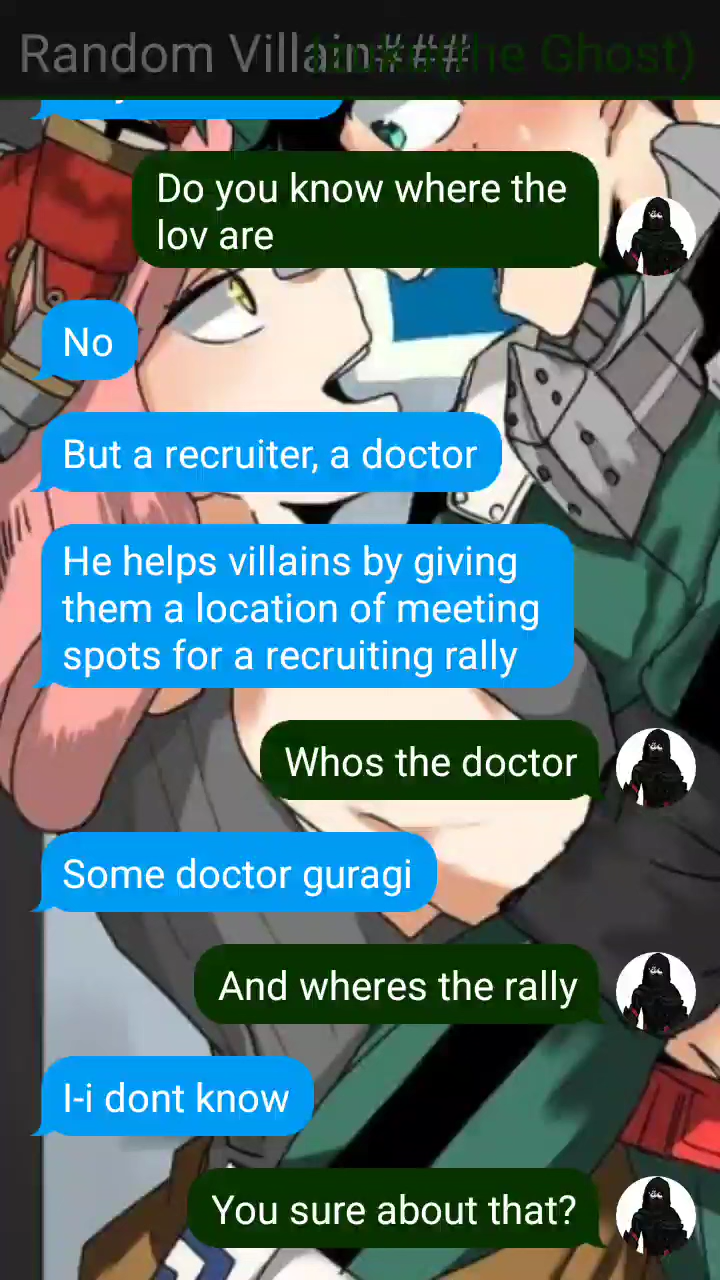 Random Villain###
the Ghost)
Do you know where the
lov are
No
But a recruiter, a doctor
He helps villains by giving
them a location of meeting
spots for a recruiting rally
Whos the doctor
Some doctor guragi
And wheres the rally
I-i dont know
You sure about that?